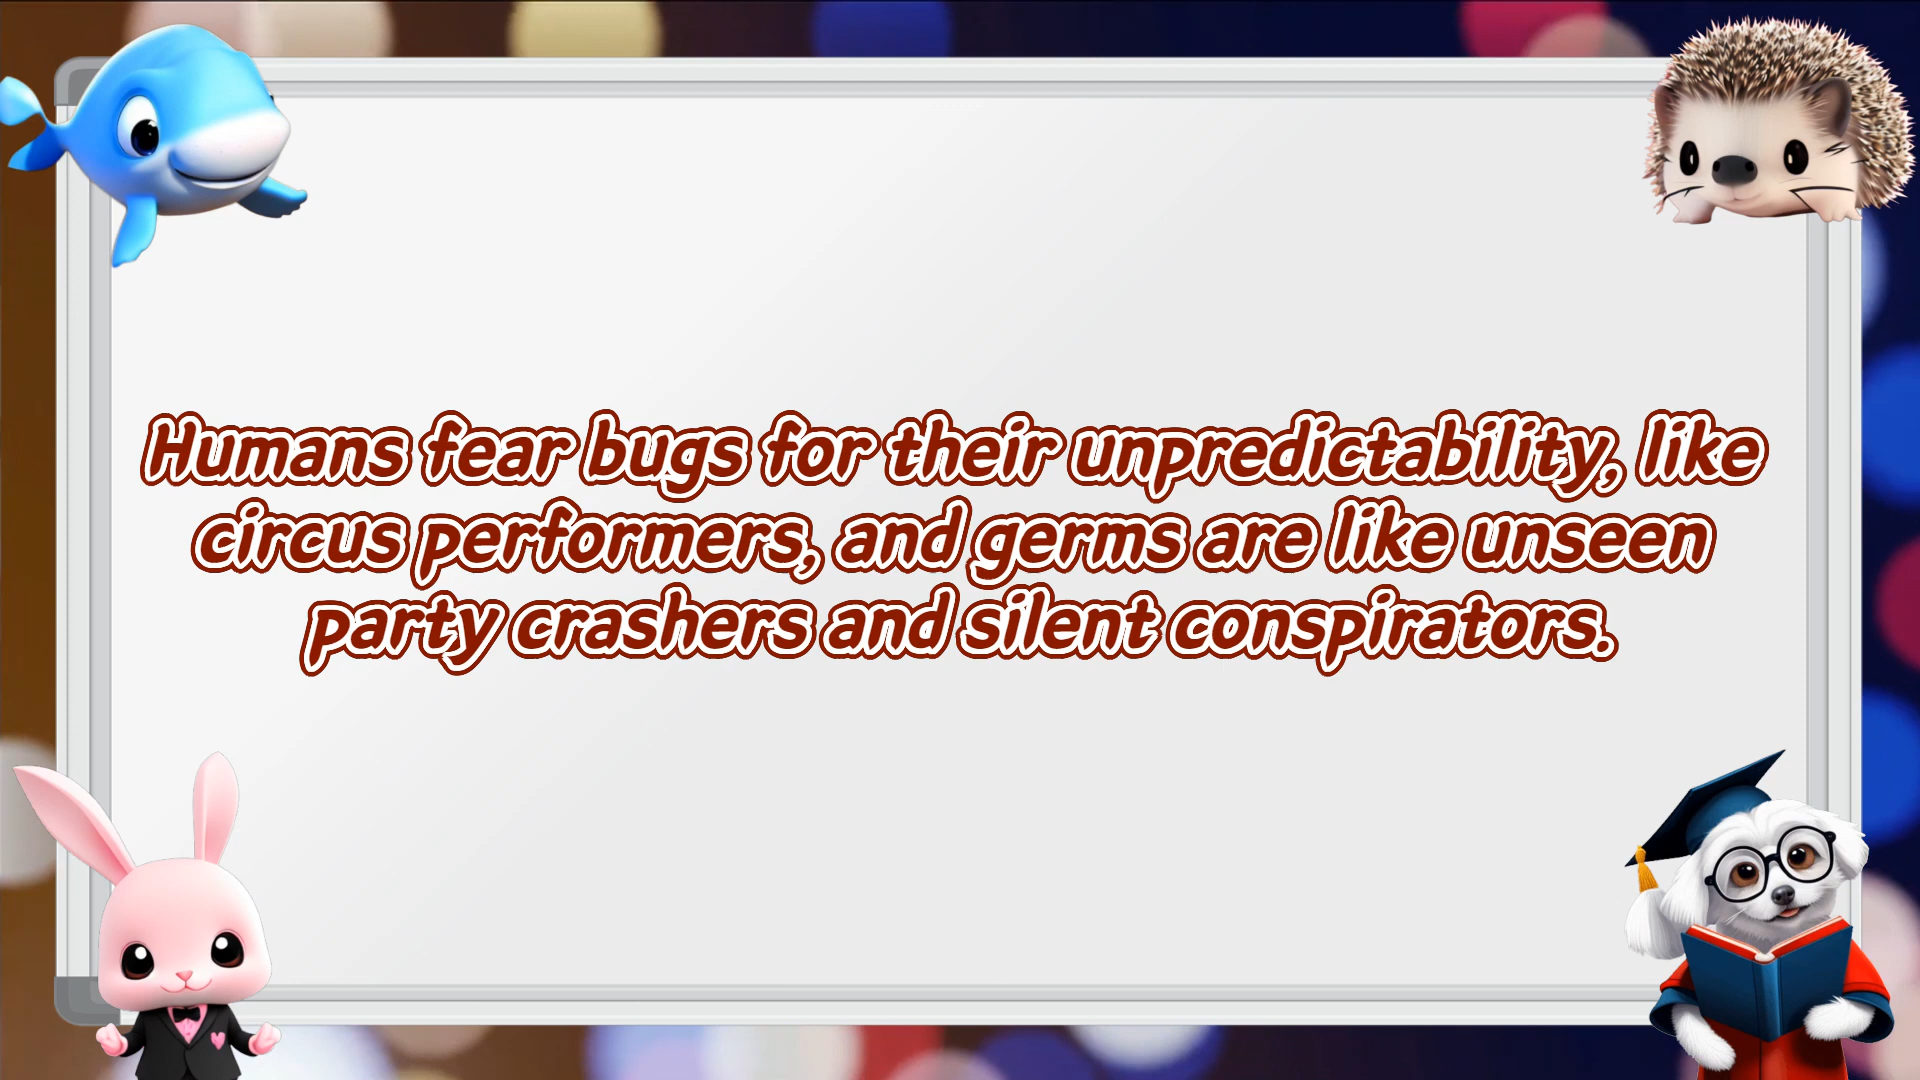 Humans fear bugs for their unpredictability, like
circus performers, and germs are like unseen
party crashers and silent conspirators.